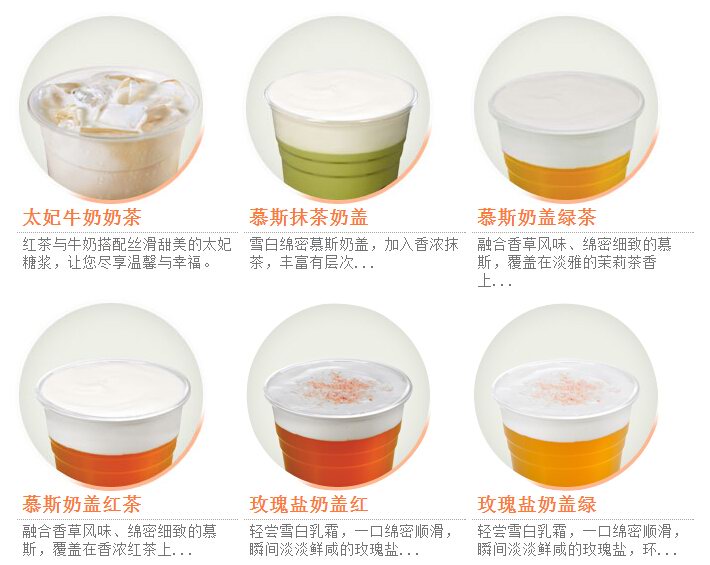 太妃牛奶奶茶
红茶与牛奶搭配丝滑甜美的太妃
糖浆，让您尽享温馨与幸福。
慕斯抹茶奶盖
雪白绵密慕斯奶盖，加入香浓抹
茶，丰富有层次...
慕斯奶盖绿茶
融合香草风味、绵密细致的慕
斯，覆盖在淡雅的茉莉茶香
上...
慕斯奶盖红茶
融合香草风味、绵密细致的慕
斯，覆盖在香浓红茶上...
玫瑰盐奶盖红
轻尝雪白乳霜，一口绵密顺滑，
瞬间淡淡鲜咸的玫瑰盐...
玫瑰盐奶盖绿
轻尝雪白乳霜，一口绵密顺滑，
瞬间淡淡鲜咸的玫瑰盐，环...